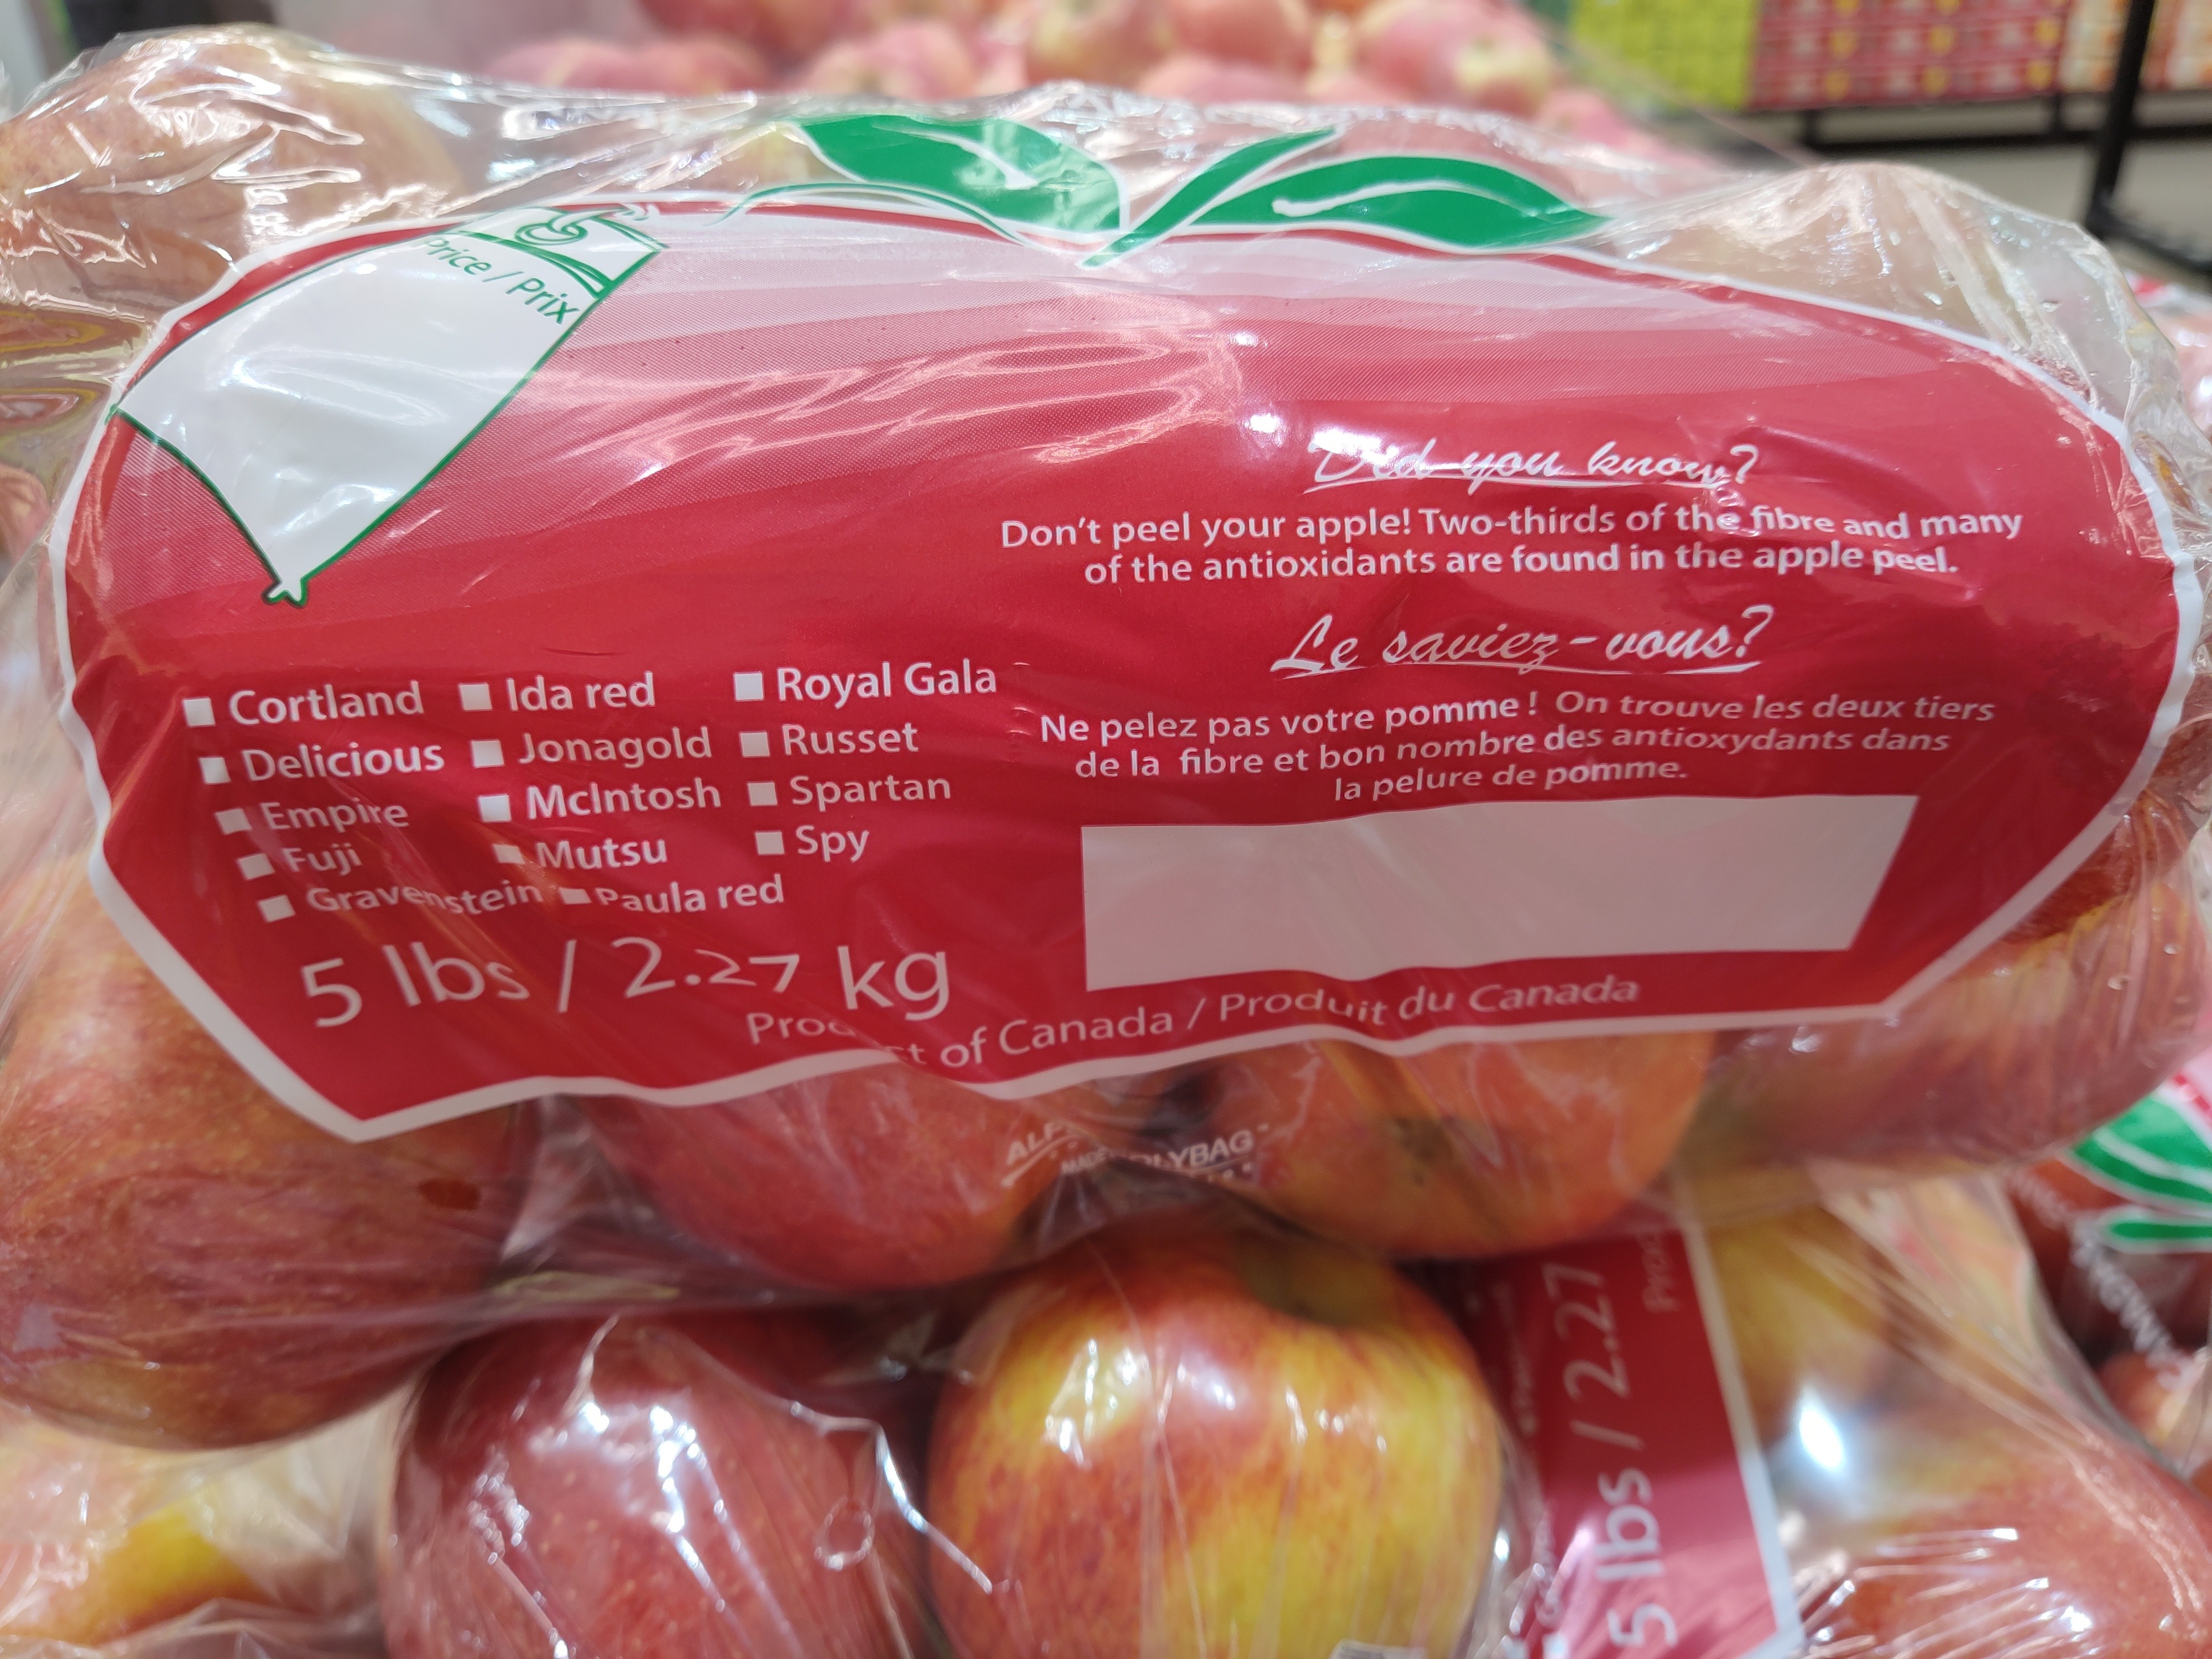 Price / Prix
Did you know?
Don't peel your apple! Two-thirds of the fibre and many
of the antioxidants are found in the apple peel.
Le saviez-vous?
Ne pelez pas votre pomme ! On trouve les deux tiers
de la fibre et bon nombre des antioxydants dans
la pelure de pomme.
Cortland
Ida red
Royal Gala
Delicious
Jonagold
Russet
Empire
McIntosh
Spartan
Fuji
Mutsu
Spy
Gravenstein
Paula red
5 lbs / 2.27 kg
Product of Canada / Produit du Canada
5 lbs / 2.27